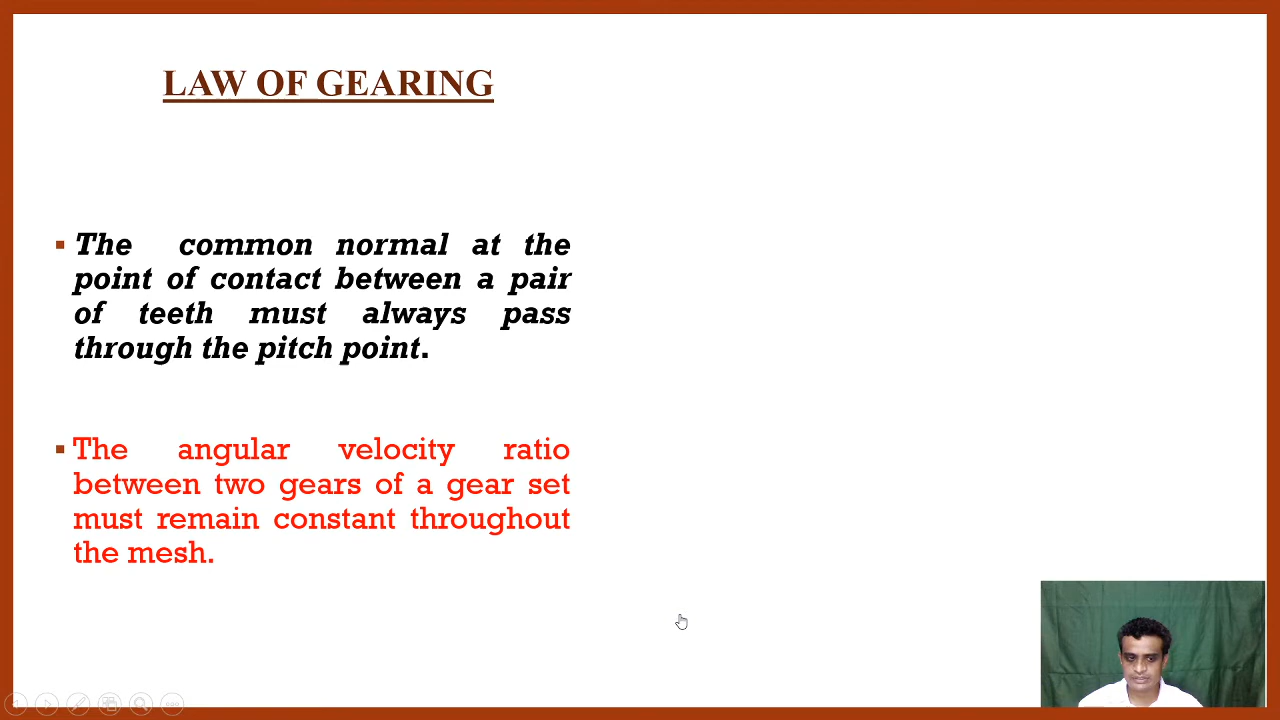 LAW OF GEARING
The common normal at the
point of contact between a pair
of teeth must always pass
through the pitch point.
The angular velocity ratio
between two gears of a gear set
must remain constant throughout
the mesh.